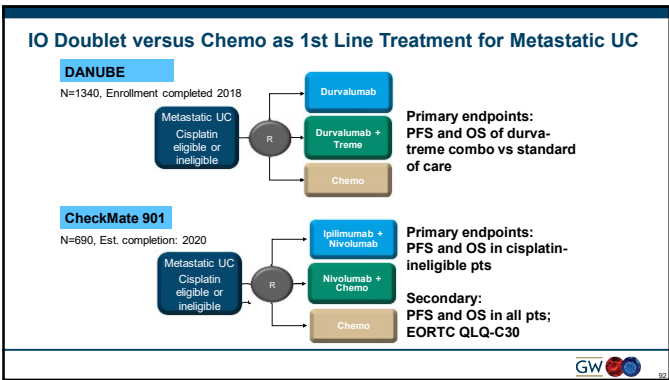 IO Doublet versus Chemo as 1st Line Treatment for Metastatic UC
DANUBE
N=1340, Enrollment completed 2018
Metastatic UC
Cisplatin
eligible or
ineligible
R
Durvalumab
Durvalumab +
Treme
Chemo
Primary endpoints:
PFS and OS of durva-
treme combo vs standard
of care
CheckMate 901
N=690, Est. completion: 2020
Metastatic UC
Cisplatin
eligible or
ineligible
R
Ipilimumab +
Nivolumab
Nivolumab +
Chemo
Chemo
Primary endpoints:
PFS and OS in cisplatin-
ineligible pts
Secondary:
PFS and OS in all pts;
EORTC QLQ-C30
GW
92